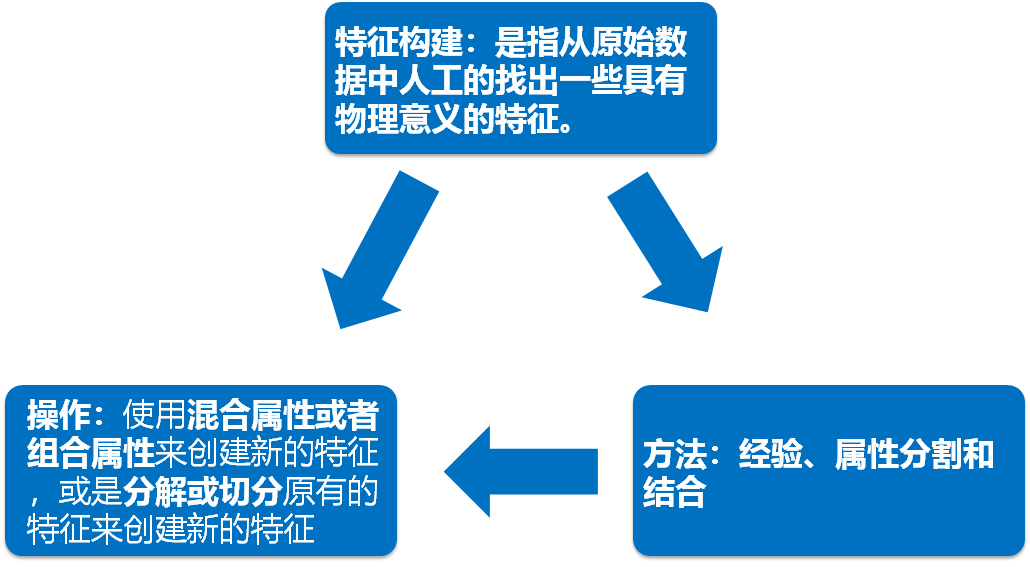 特征构建：是指从原始数
据中人工的找出一些具有
物理意义的特征。
操作：使用混合属性或者
组合属性来创建新的特征
，或是分解或切分原有的
特征来创建新的特征
方法：经验、属性分割和
结合